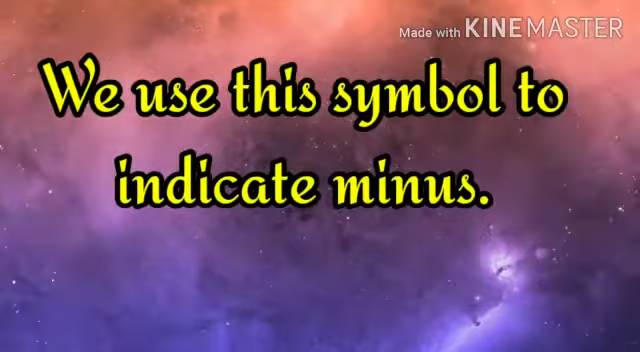 Made with KINEMASTER
We use this symbol to
indicate minus.